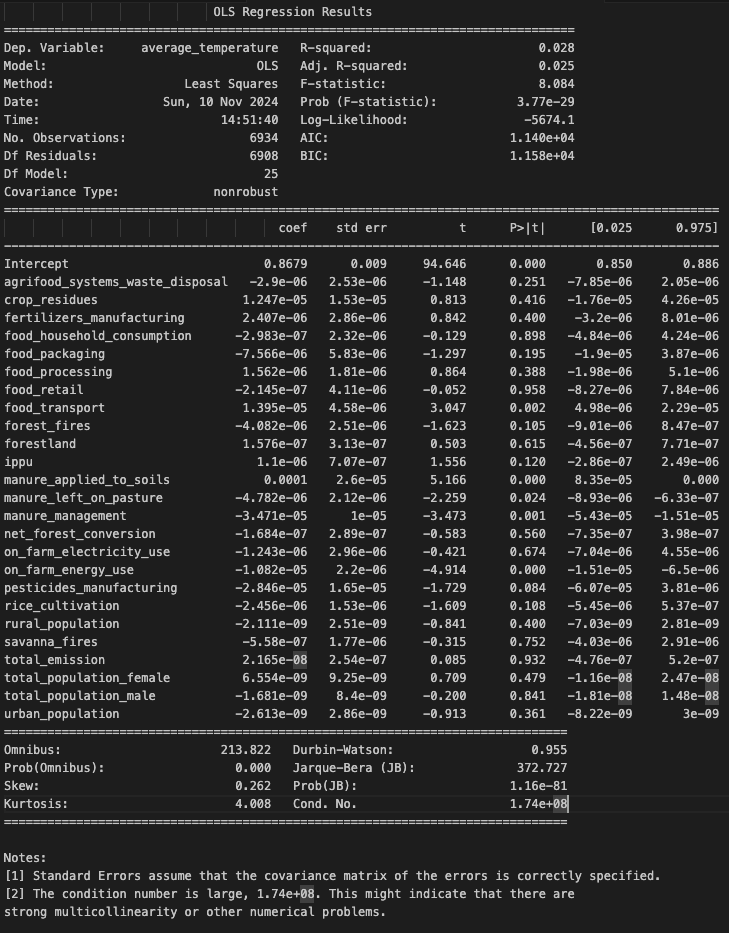 OLS Regression Results
==============================================================================
Dep. Variable:     average_temperature   R-squared:                       0.028
Model:                             OLS   Adj. R-squared:                  0.025
Method:                  Least Squares   F-statistic:                     8.084
Date:                 Sun, 10 Nov 2024   Prob (F-statistic):           3.77e-29
Time:                         14:51:40   Log-Likelihood:                -5674.1
No. Observations:                 6934   AIC:                         1.140e+04
Df Residuals:                     6908   BIC:                         1.158e+04
Df Model:                           25
Covariance Type:             nonrobust
==============================================================================
coef    std err          t      P>|t|      [0.025      0.975]
------------------------------------------------------------------------------
Intercept                           0.8679      0.009     94.646      0.000       0.850       0.886
agrifood_systems_waste_disposal   -2.9e-06   2.53e-06     -1.148      0.251   -7.85e-06    2.05e-06
crop_residues                    1.247e-05   1.53e-05      0.813      0.416   -1.76e-05    4.26e-05
fertilizers_manufacturing        2.407e-06   2.86e-06      0.842      0.400    -3.2e-06    8.01e-06
food_household_consumption      -2.983e-07   2.32e-06     -0.129      0.898   -4.84e-06    4.24e-06
food_packaging                  -7.566e-06   5.83e-06     -1.297      0.195    -1.9e-05    3.87e-06
food_processing                  1.562e-06   1.81e-06      0.864      0.388   -1.98e-06     5.1e-06
food_retail                     -2.145e-07   4.11e-06     -0.052      0.958   -8.27e-06    7.84e-06
food_transport                   1.395e-05   4.58e-06      3.047      0.002    4.98e-06    2.29e-05
forest_fires                    -4.082e-06   2.51e-06     -1.623      0.105   -9.01e-06    8.47e-07
forestland                       1.576e-07   3.13e-07      0.503      0.615   -4.56e-07    7.71e-07
ippu                               1.1e-06   7.07e-07      1.556      0.120   -2.86e-07    2.49e-06
manure_applied_to_soils             0.0001    2.6e-05      5.166      0.000    8.35e-05       0.000
manure_left_on_pasture          -4.782e-06   2.12e-06     -2.259      0.024   -8.93e-06   -6.33e-07
manure_management               -3.471e-05      1e-05     -3.473      0.001   -5.43e-05   -1.51e-05
net_forest_conversion           -1.684e-07   2.89e-07     -0.583      0.560   -7.35e-07    3.98e-07
on_farm_electricity_use         -1.243e-06   2.96e-06     -0.421      0.674   -7.04e-06    4.55e-06
on_farm_energy_use              -1.082e-05    2.2e-06     -4.914      0.000   -1.51e-05    -6.5e-06
pesticides_manufacturing        -2.846e-05   1.65e-05     -1.729      0.084   -6.07e-05    3.81e-06
rice_cultivation                -2.456e-06   1.53e-06     -1.609      0.108   -5.45e-06    5.37e-07
rural_population                -2.111e-09   2.51e-09     -0.841      0.400   -7.03e-09    2.81e-09
savanna_fires                    -5.58e-07   1.77e-06     -0.315      0.752   -4.03e-06    2.91e-06
total_emission                   2.165e-08   2.54e-07      0.085      0.932   -4.76e-07     5.2e-07
total_population_female          6.554e-09   9.25e-09      0.709      0.479   -1.16e-08    2.47e-08
total_population_male           -1.681e-09    8.4e-09     -0.200      0.841   -1.81e-08    1.48e-08
urban_population                -2.613e-09   2.86e-09     -0.913      0.361   -8.22e-09       3e-09
==============================================================================
Omnibus:                      213.822   Durbin-Watson:                   0.955
Prob(Omnibus):                  0.000   Jarque-Bera (JB):              372.727
Skew:                           0.262   Prob(JB):                     1.16e-81
Kurtosis:                       4.008   Cond. No.                     1.74e+08
==============================================================================
Notes:
[1] Standard Errors assume that the covariance matrix of the errors is correctly specified.
[2] The condition number is large, 1.74e+08. This might indicate that there are
strong multicollinearity or other numerical problems.